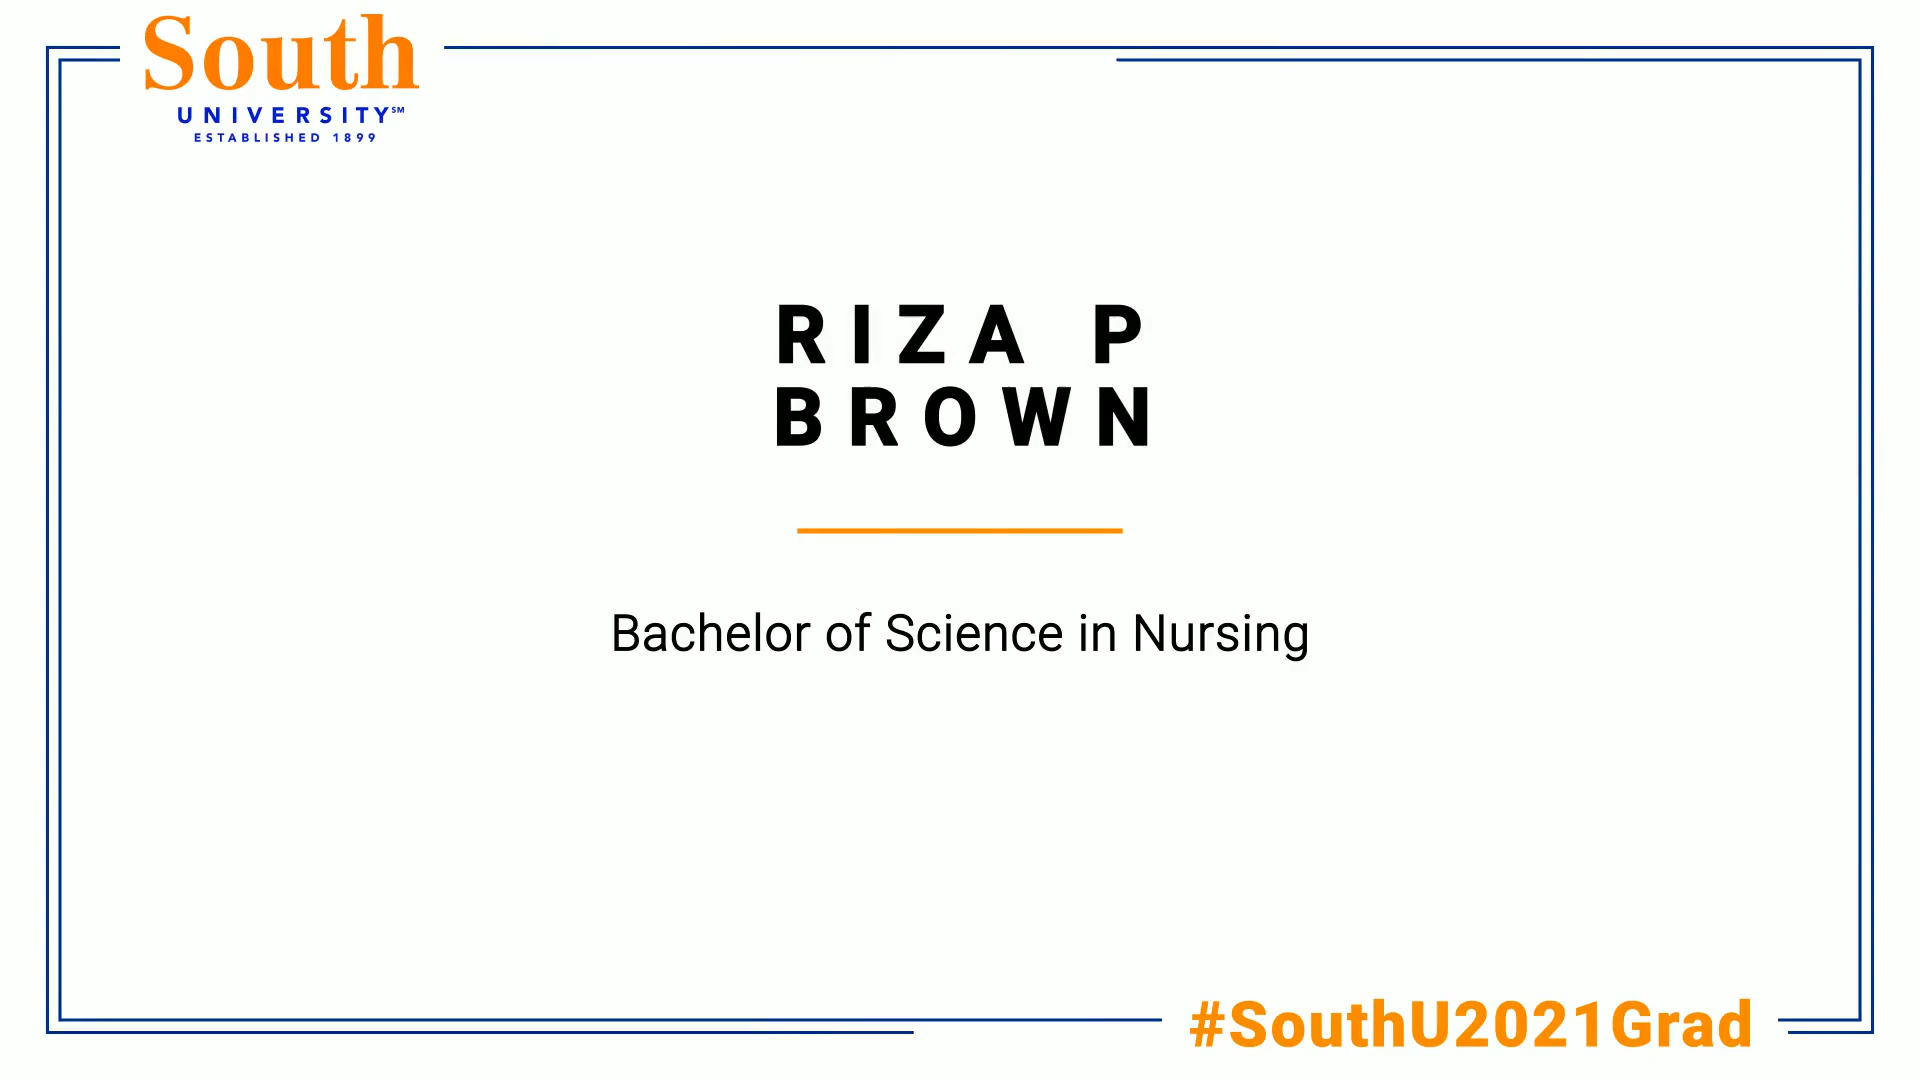 South
UNIVERSITY℠
ESTABLISHED 1899
RIZA P
BROWN
Bachelor of Science in Nursing
#SouthU2021Grad